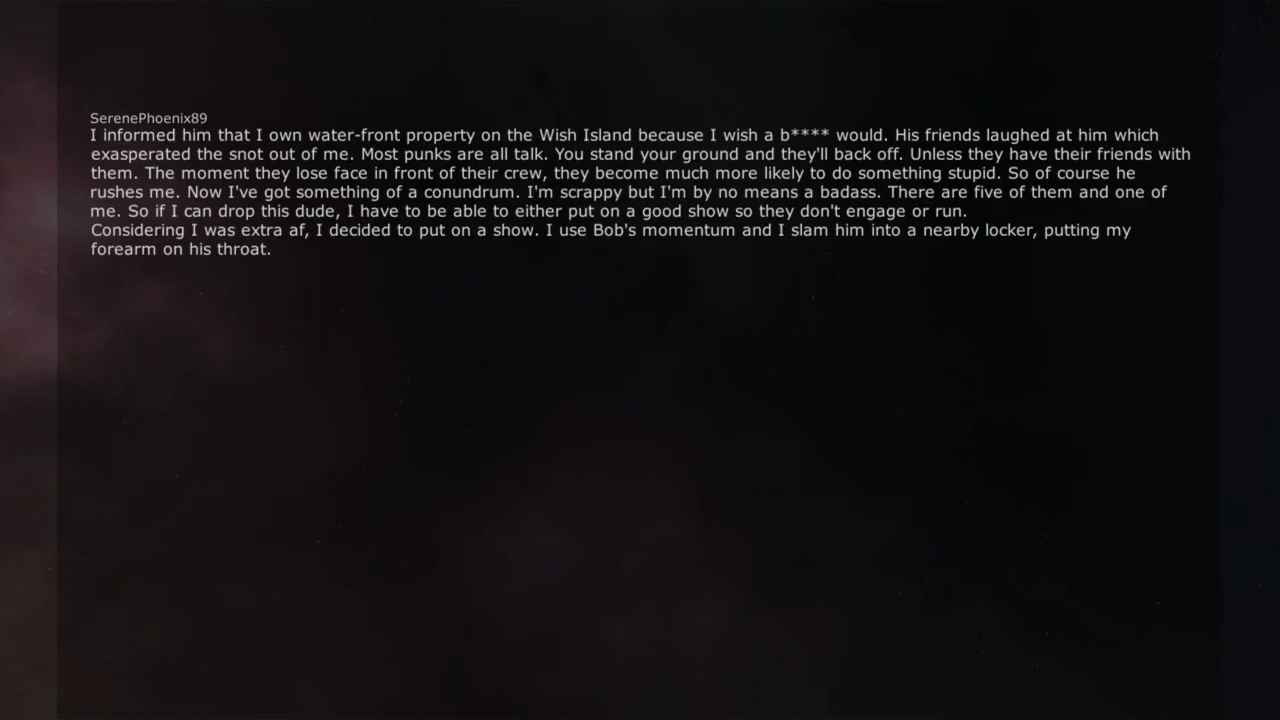 SerenePhoenix89
I informed him that I own water-front property on the Wish Island because I wish a b**** would. His friends laughed at him which
exasperated the snot out of me. Most punks are all talk. You stand your ground and they'll back off. Unless they have their friends with
them. The moment they lose face in front of their crew, they become much more likely to do something stupid. So of course he
rushes me. Now I've got something of a conundrum. I'm scrappy but I'm by no means a badass. There are five of them and one of
me. So if I can drop this dude, I have to be able to either put on a good show so they don't engage or run.
Considering I was extra af, I decided to put on a show. I use Bob's momentum and I slam him into a nearby locker, putting my
forearm on his throat.